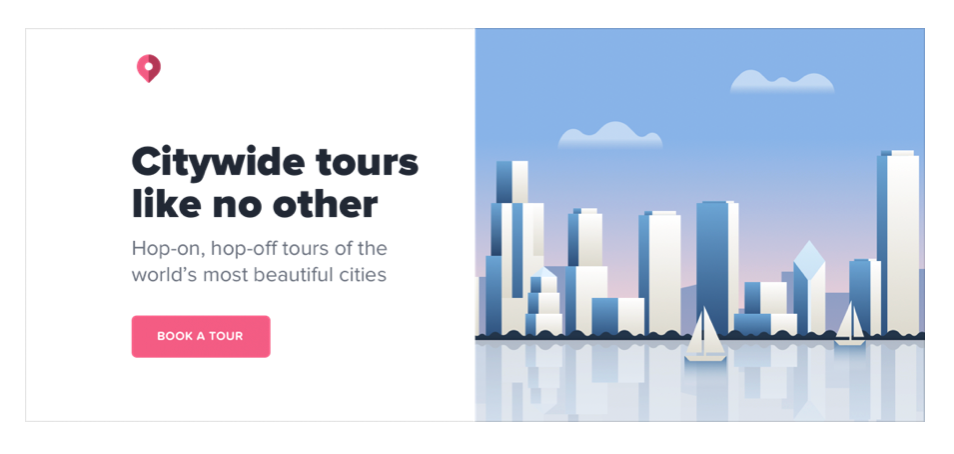 Citywide tours
like no other
Hop-on, hop-off tours of the
world’s most beautiful cities
BOOK A TOUR